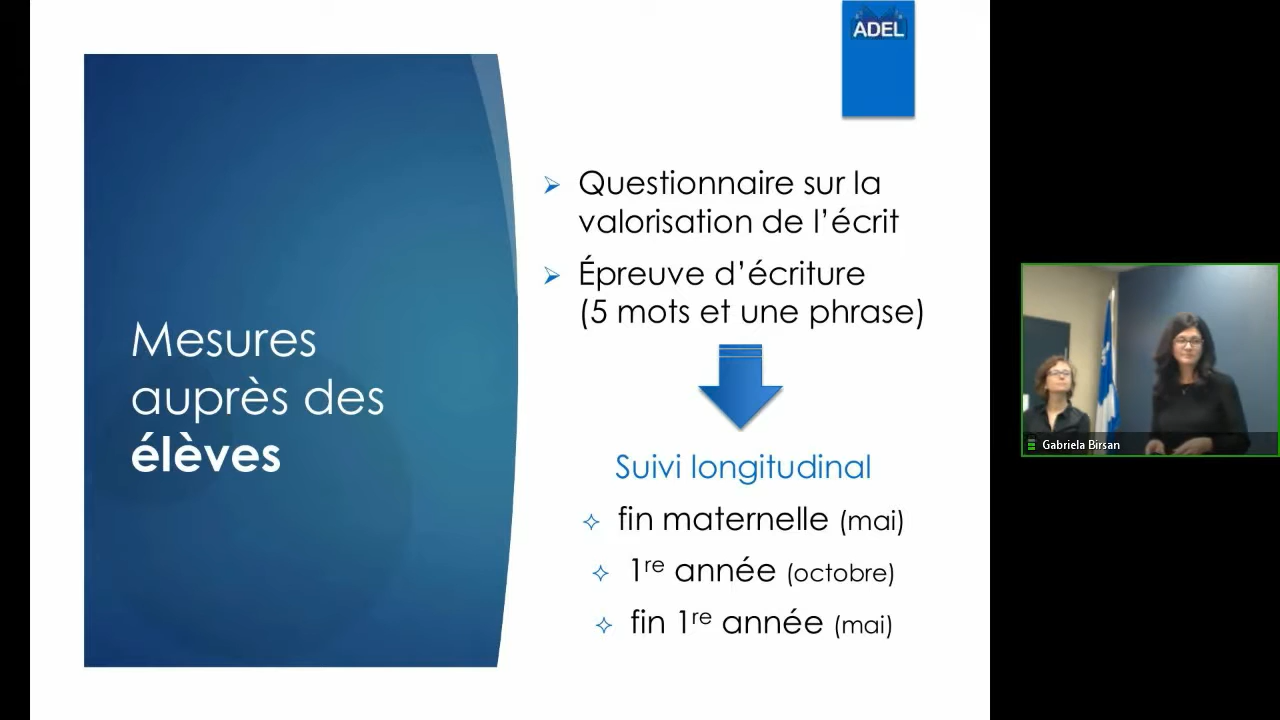 ADEL
Mesures
auprès des
élèves
Questionnaire sur la
valorisation de l’écrit
Épreuve d’écriture
(5 mots et une phrase)
Suivi longitudinal
fin maternelle (mai)
1re année (octobre)
fin 1re année (mai)
Gabriela Birsan